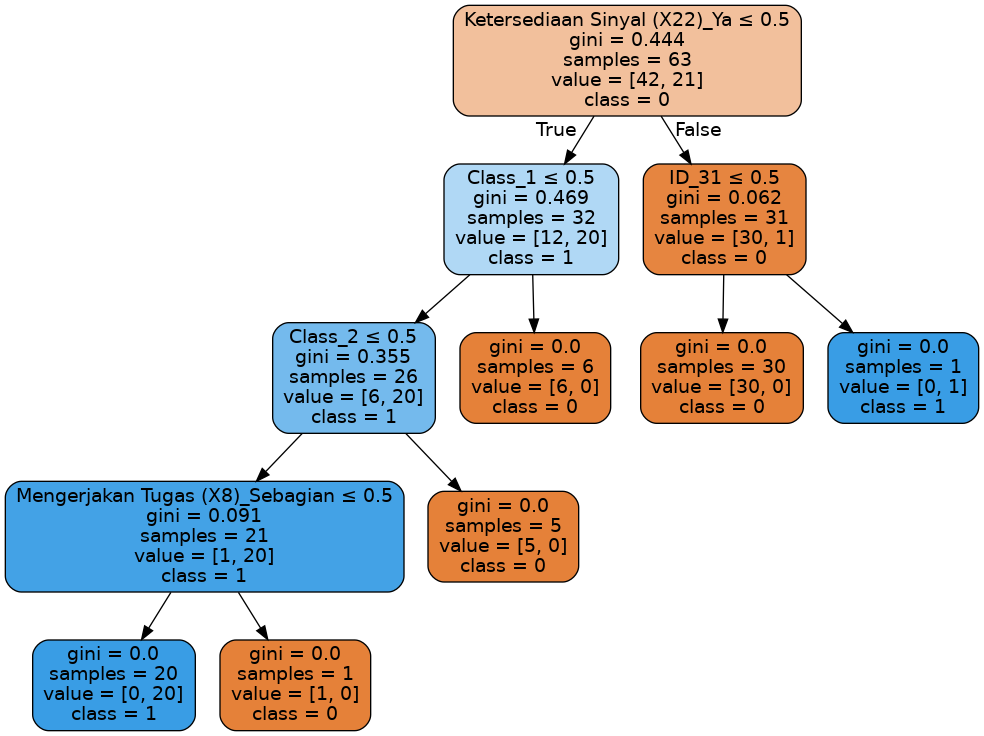 Ketersediaan Sinyal (X22)_Ya ≤ 0.5
gini = 0.444
samples = 63
value = [42, 21]
class = 0
True
False
Class_1 ≤ 0.5
gini = 0.469
samples = 32
value = [12, 20]
class = 1
ID_31 ≤ 0.5
gini = 0.062
samples = 31
value = [30, 1]
class = 0
Class_2 ≤ 0.5
gini = 0.355
samples = 26
value = [6, 20]
class = 1
gini = 0.0
samples = 6
value = [6, 0]
class = 0
gini = 0.0
samples = 30
value = [30, 0]
class = 0
gini = 0.0
samples = 1
value = [0, 1]
class = 1
Mengerjakan Tugas (X8)_Sebagian ≤ 0.5
gini = 0.091
samples = 21
value = [1, 20]
class = 1
gini = 0.0
samples = 5
value = [5, 0]
class = 0
gini = 0.0
samples = 20
value = [0, 20]
class = 1
gini = 0.0
samples = 1
value = [1, 0]
class = 0